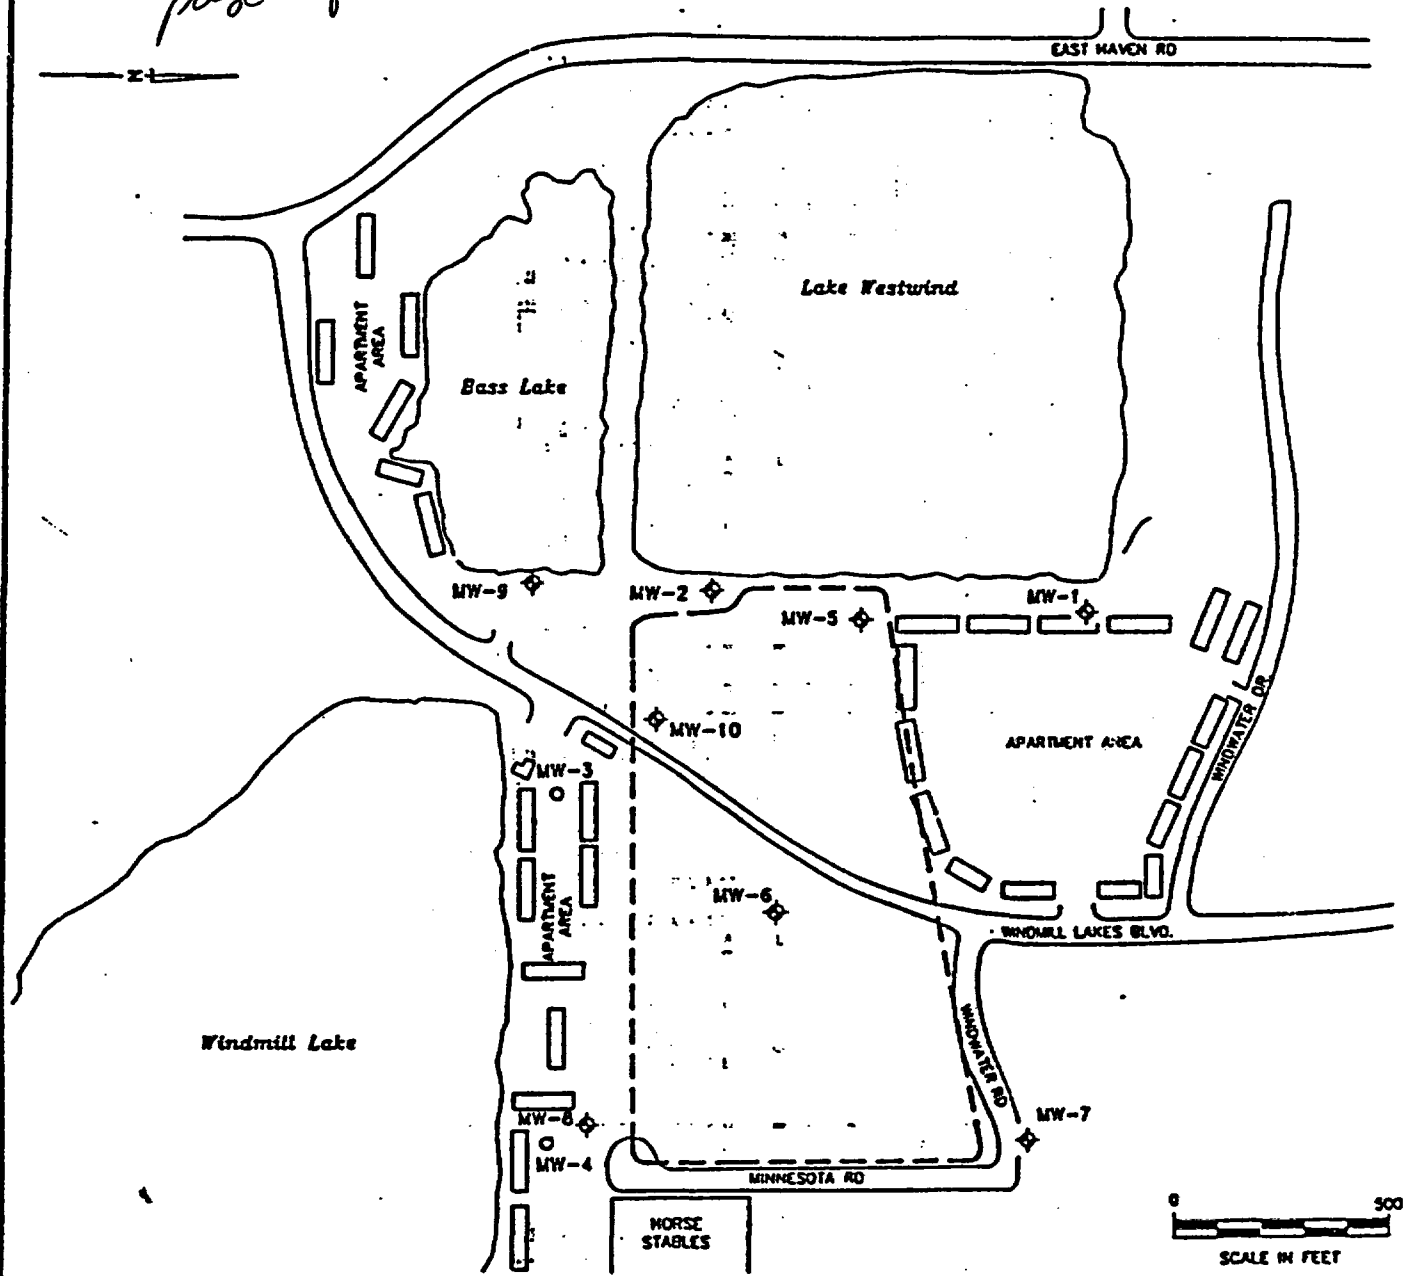 EAST HAVEN RD
N
Lake Westwind
APARTMENT
AREA
Bass Lake
MW-9
MW-2
MW-5
MW-1
MW-10
APARTMENT AREA
WINDWATER DR
MW-3
APARTMENT
AREA
MW-6
WINDMILL LAKES BLVD.
Windmill Lake
WINDWATER RD
MW-8
MW-7
MW-4
MINNESOTA RD
HORSE
STABLES
0 500
SCALE IN FEET